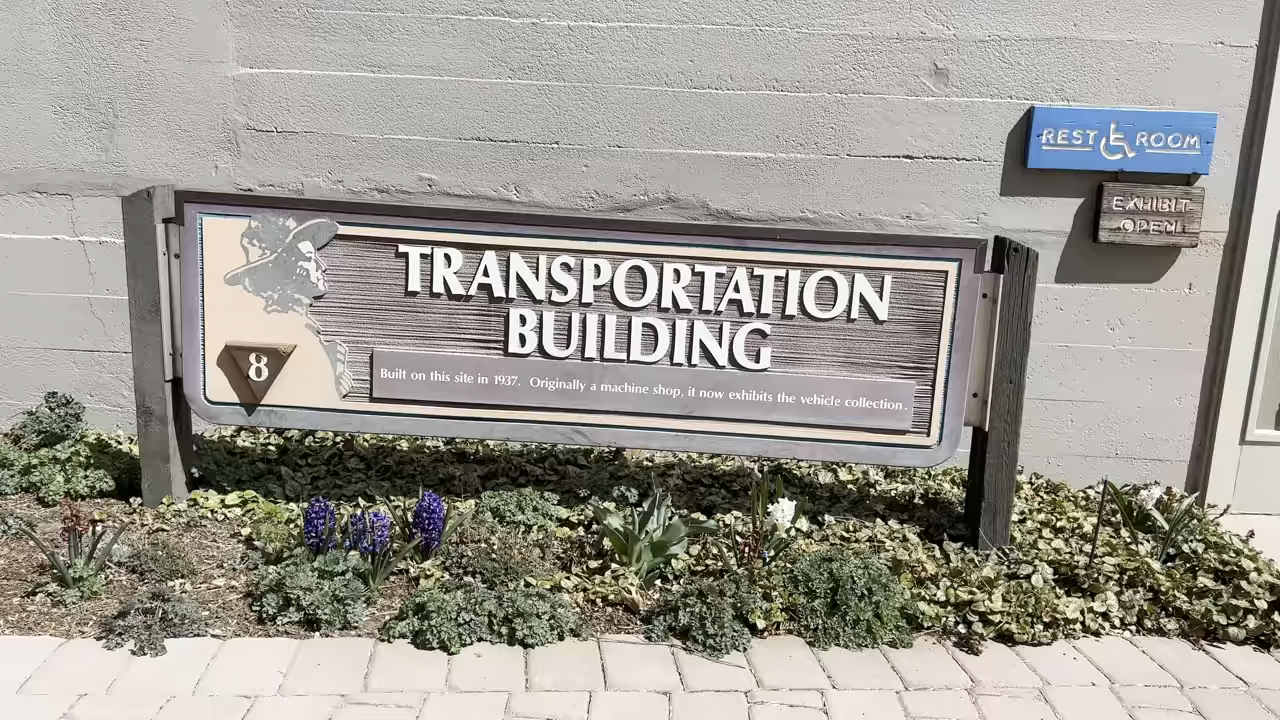 TRANSPORTATION
BUILDING
8
Built on this site in 1937. Originally a machine shop, it now exhibits the vehicle collection.
REST ROOM
EXHIBIT
OPEN